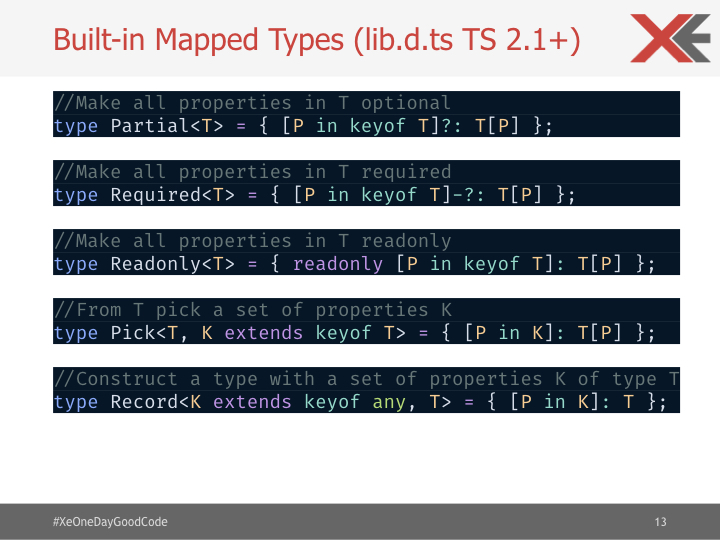 Built-in Mapped Types (lib.d.ts TS 2.1+)
XE
//Make all properties in T optional
type Partial<T> = { [P in keyof T]?: T[P] };
//Make all properties in T required
type Required<T> = { [P in keyof T]-?: T[P] };
//Make all properties in T readonly
type Readonly<T> = { readonly [P in keyof T]: T[P] };
//From T pick a set of properties K
type Pick<T, K extends keyof T> = { [P in K]: T[P] };
//Construct a type with a set of properties K of type T
type Record<K extends keyof any, T> = { [P in K]: T };
#XeOneDayGoodCode
13